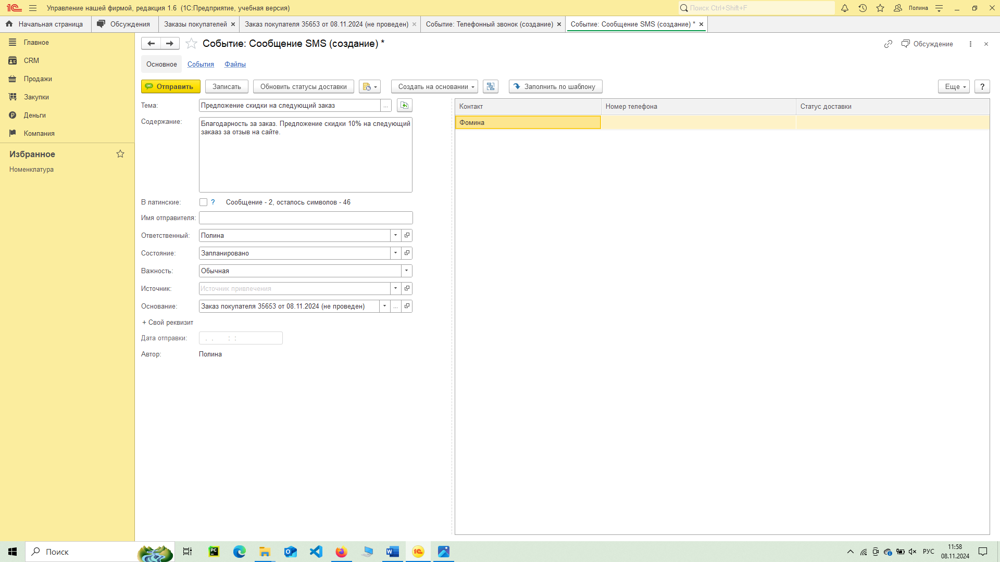 Управление нашей фирмой, редакция 1.6 (1С:Предприятие, учебная версия)
Поиск Ctrl+Shift+F
Полина
Начальная страница
Обсуждения
Заказы покупателей ×
Заказ покупателя 35653 от 08.11.2024 (не проведен) ×
Событие: Телефонный звонок (создание) ×
Событие: Сообщение SMS (создание) * ×
Главное
CRM
Продажи
Закупки
Деньги
Компания
Избранное
Номенклатура
Событие: Сообщение SMS (создание) *
Обсуждение
Основное
События
Файлы
Отправить
Записать
Обновить статусы доставки
Создать на основании
Заполнить по шаблону
Еще
?
Тема:
Предложение скидки на следующий заказ
...
Содержание:
Благодарность за заказ. Предложение скидки 10% на следующий
закааз за отзыв на сайте.
В латинские:
?
Сообщение - 2, осталось символов - 46
Имя отправителя:
Ответственный:
Полина
Состояние:
Запланировано
Важность:
Обычная
Источник:
Источник привлечения
Основание:
Заказ покупателя 35653 от 08.11.2024 (не проведен)
...
+ Свой реквизит
Дата отправки:
. . : :
Автор:
Полина
Контакт
Номер телефона
Статус доставки
Фомина
Поиск
РУС
11:58
08.11.2024